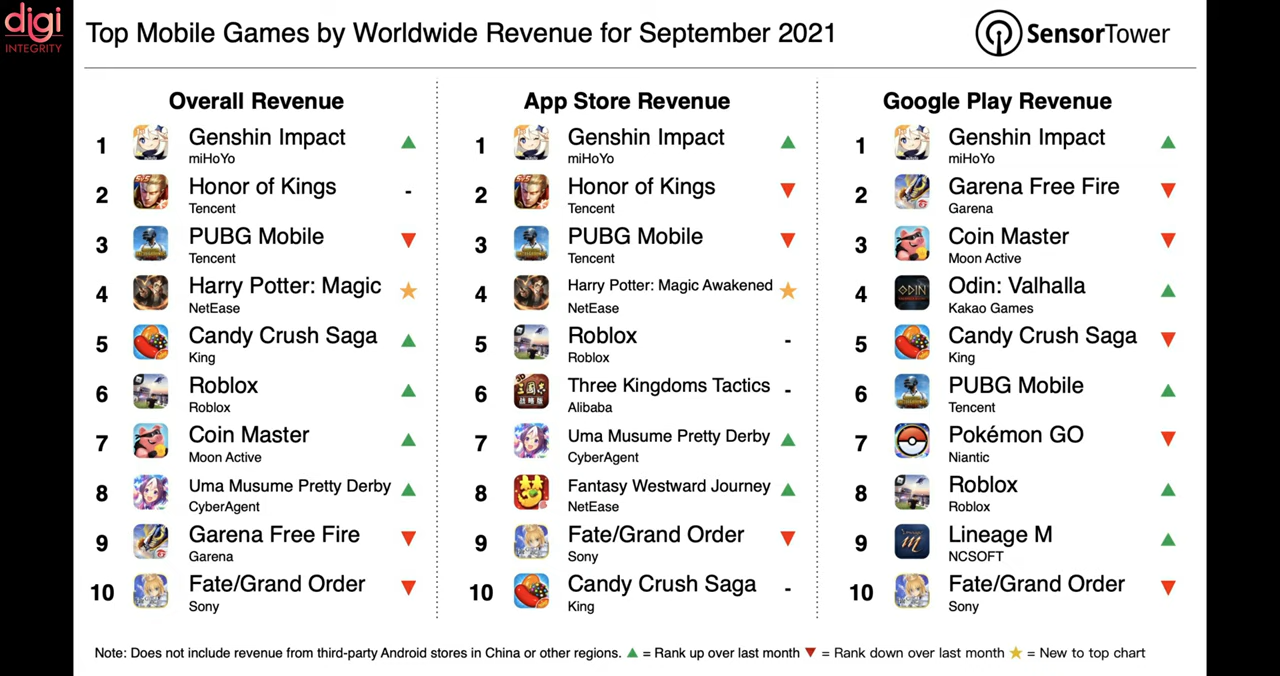 digi
INTEGRITY
Top Mobile Games by Worldwide Revenue for September 2021
SensorTower
Overall Revenue
1 Genshin Impact
miHoYo
2 Honor of Kings -
Tencent
3 PUBG Mobile
Tencent
4 Harry Potter: Magic
NetEase
5 Candy Crush Saga
King
6 Roblox
Roblox
7 Coin Master
Moon Active
8 Uma Musume Pretty Derby
CyberAgent
9 Garena Free Fire
Garena
10 Fate/Grand Order
Sony
App Store Revenue
1 Genshin Impact
miHoYo
2 Honor of Kings
Tencent
3 PUBG Mobile
Tencent
4 Harry Potter: Magic Awakened
NetEase
5 Roblox -
Roblox
6 Three Kingdoms Tactics -
Alibaba
7 Uma Musume Pretty Derby
CyberAgent
8 Fantasy Westward Journey
NetEase
9 Fate/Grand Order
Sony
10 Candy Crush Saga -
King
Google Play Revenue
1 Genshin Impact
miHoYo
2 Garena Free Fire
Garena
3 Coin Master
Moon Active
4 ODIN Odin: Valhalla
Kakao Games
5 Candy Crush Saga
King
6 PUBG Mobile
Tencent
7 Pokémon GO
Niantic
8 Roblox
Roblox
9 Lineage M
NCSOFT
10 Fate/Grand Order
Sony
Note: Does not include revenue from third-party Android stores in China or other regions. ▲ = Rank up over last month ▼ = Rank down over last month ★ = New to top chart